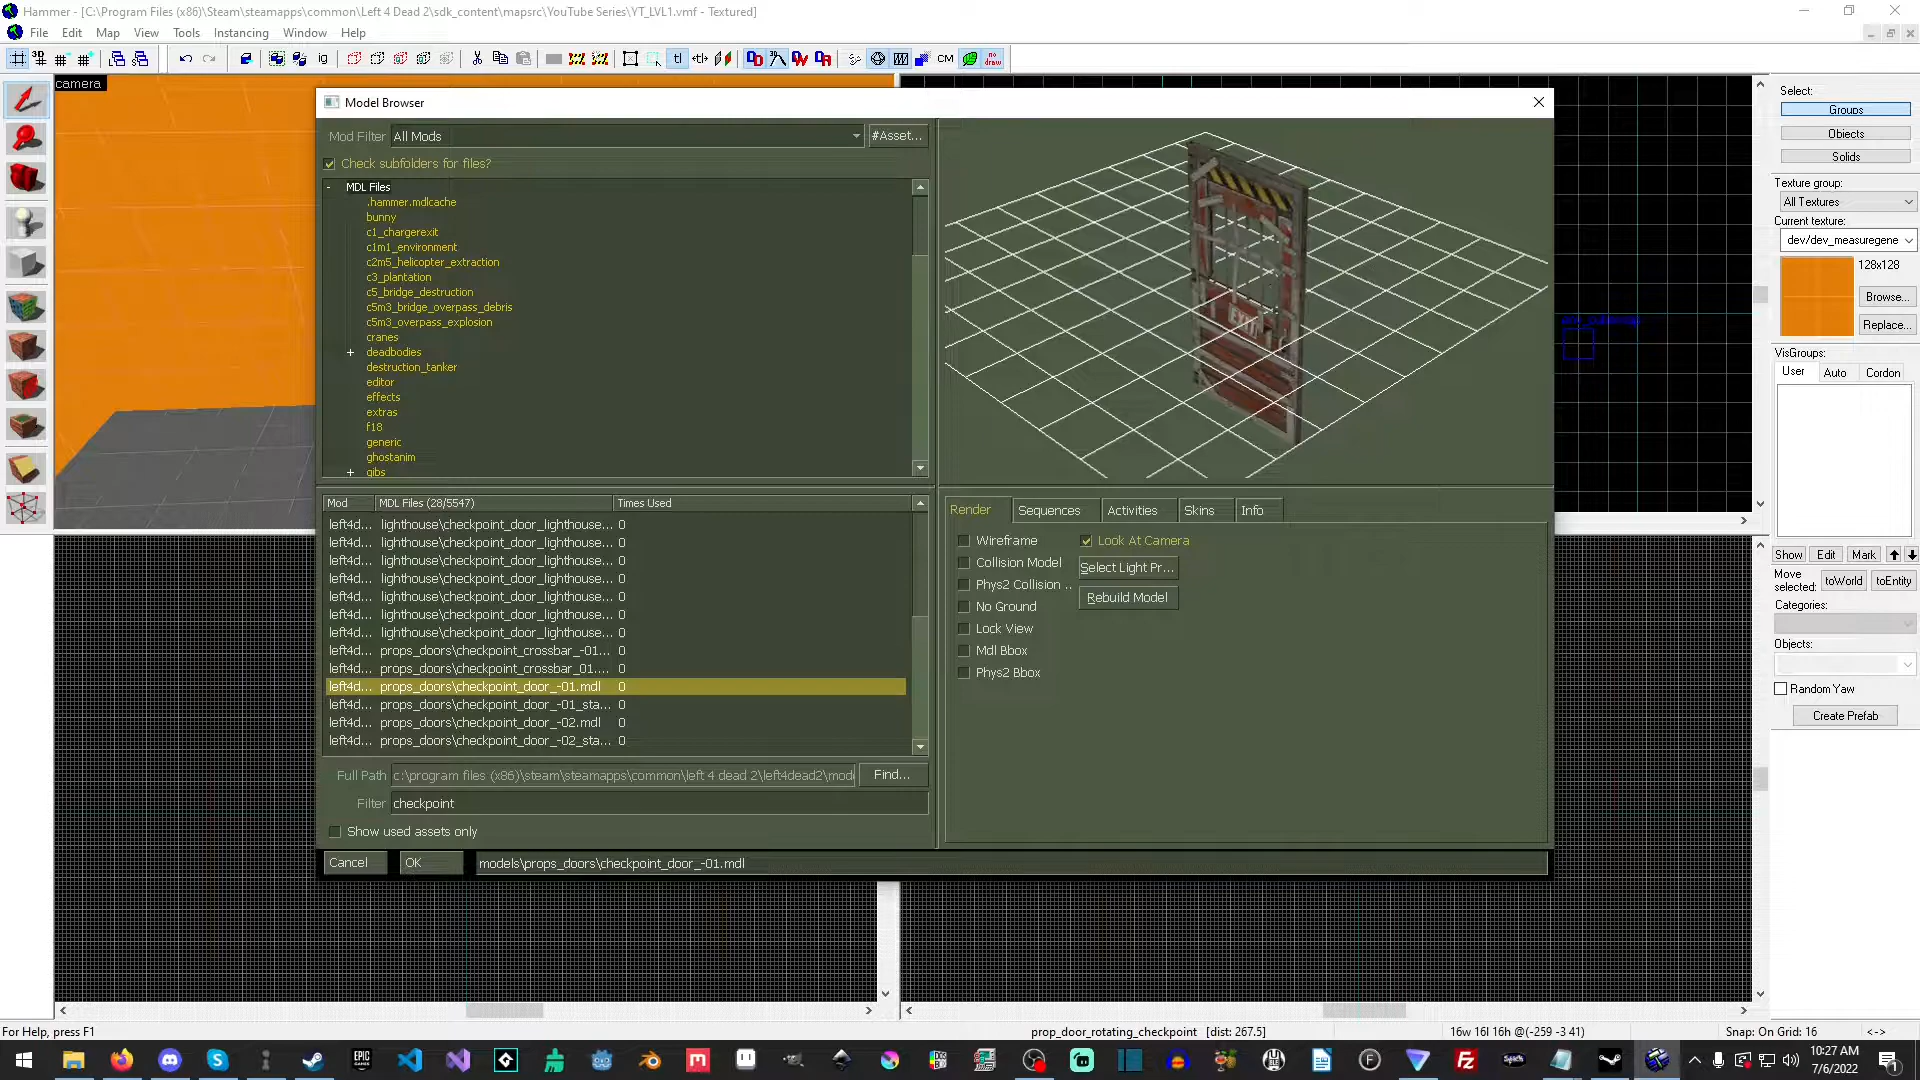 Hammer - [C:\Program Files (x86)\Steam\steamapps\common\Left 4 Dead 2\sdk_content\mapsrc\YouTube Series\YT_LVL1.vmf - Textured]
File Edit Map View Tools Instancing Window Help
camera
Model Browser
Mod Filter All Mods #Asset...
Check subfolders for files?
- MDL Files
.hammer.mdlcache
bunny
c1_chargerexit
c1m1_environment
c2m5_helicopter_extraction
c3_plantation
c5_bridge_destruction
c5m3_bridge_overpass_debris
c5m3_overpass_explosion
cranes
+ deadbodies
destruction_tanker
editor
effects
extras
f18
generic
ghostanim
+ gibs
Mod MDL Files (28/5547) Times Used
left4d... lighthouse\checkpoint_door_lighthouse... 0
left4d... lighthouse\checkpoint_door_lighthouse... 0
left4d... lighthouse\checkpoint_door_lighthouse... 0
left4d... lighthouse\checkpoint_door_lighthouse... 0
left4d... lighthouse\checkpoint_door_lighthouse... 0
left4d... lighthouse\checkpoint_door_lighthouse... 0
left4d... lighthouse\checkpoint_door_lighthouse... 0
left4d... props_doors\checkpoint_crossbar_-01... 0
left4d... props_doors\checkpoint_crossbar_01.... 0
left4d... props_doors\checkpoint_door_-01.mdl 0
left4d... props_doors\checkpoint_door_-01_sta... 0
left4d... props_doors\checkpoint_door_-02.mdl 0
left4d... props_doors\checkpoint_door_-02_sta... 0
Full Path c:\program files (x86)\steam\steamapps\common\left 4 dead 2\left4dead2\mod Find...
Filter checkpoint
Show used assets only
Cancel OK models\props_doors\checkpoint_door_-01.mdl
EXIT
Render Sequences Activities Skins Info
Wireframe Look At Camera
Collision Model Select Light Pr...
Phys2 Collision ..
No Ground Rebuild Model
Lock View
Mdl Bbox
Phys2 Bbox
Select:
Groups
Objects
Solids
Texture group:
All Textures
Current texture:
dev/dev_measuregene
128x128
Browse...
Replace...
VisGroups:
User Auto Cordon
Show Edit Mark
Move selected: toWorld toEntity
Categories:
Objects:
Random Yaw
Create Prefab
For Help, press F1
prop_door_rotating_checkpoint [dist: 267.5]
16w 16l 16h @(-259 -3 41)
Snap: On Grid: 16
<->
10:27 AM
7/6/2022